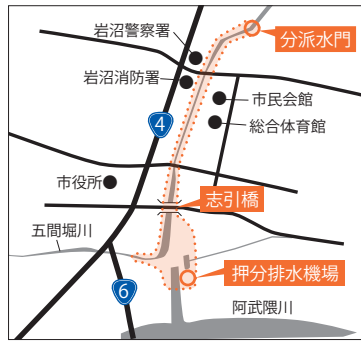 分派水門
岩沼警察署
岩沼消防署
市民会館
総合体育館
4
市役所
志引橋
五間堀川
押分排水機場
6
阿武隈川